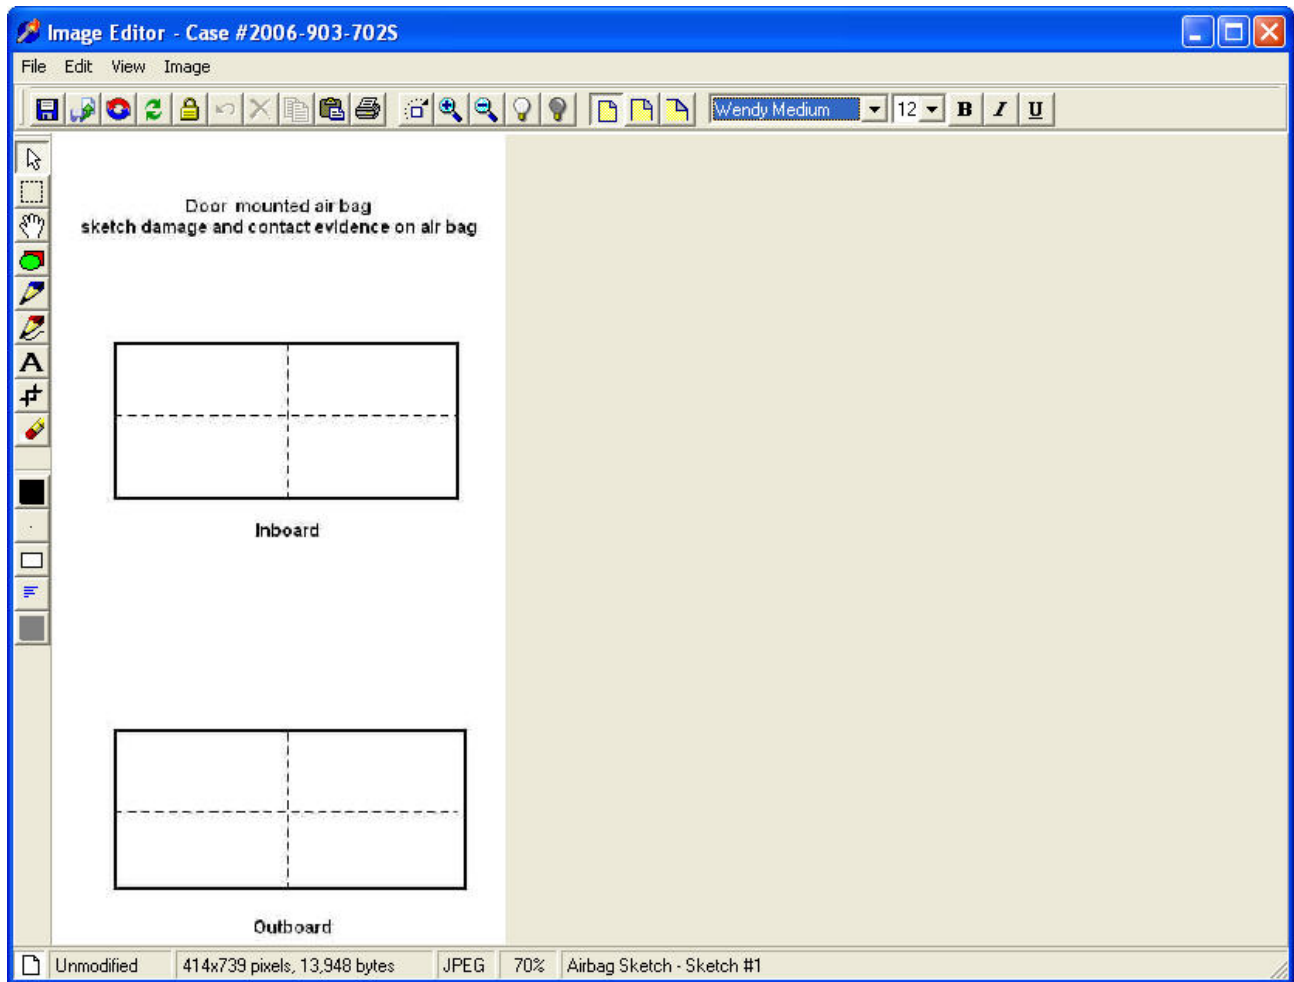 Image Editor - Case #2006-903-702S
File Edit View Image
Wendy Medium 12 B I U
A
Door mounted air bag
sketch damage and contact evidence on air bag
Inboard
Outboard
Unmodified 414x739 pixels, 13,948 bytes JPEG 70% Airbag Sketch - Sketch #1